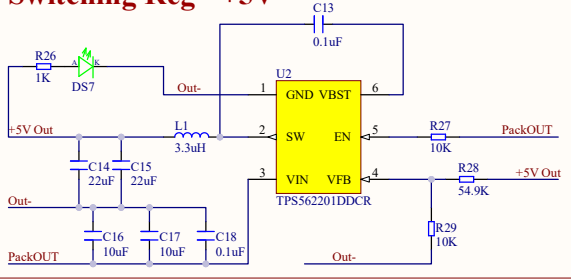 Switching Reg - +5V
C13
0.1uF
R26
1K
A
K
DS7
Out-
U2
1
GND
VBST
6
+5V Out
L1
3.3uH
2
SW
EN
5
R27
10K
PackOUT
C14
22uF
C15
22uF
3
VIN
VFB
4
R28
54.9K
+5V Out
TPS562201DDCR
Out-
C16
10uF
C17
10uF
C18
0.1uF
R29
10K
PackOUT
Out-